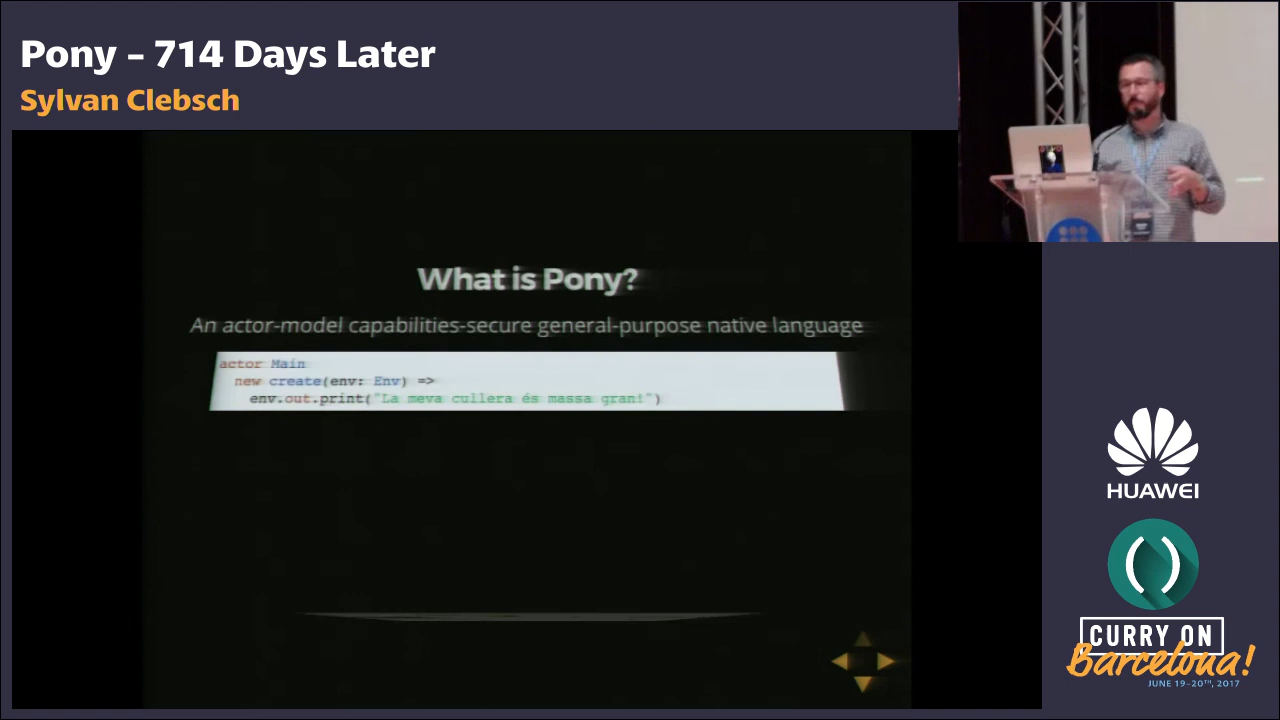 Pony – 714 Days Later
Sylvan Clebsch
What is Pony?
An actor-model capabilities-secure general-purpose native language
actor Main
new create(env: Env) =>
env.out.print("La meva cullera és massa gran!")
HUAWEI
( )
CURRY ON
Barcelona!
JUNE 19-20TH, 2017